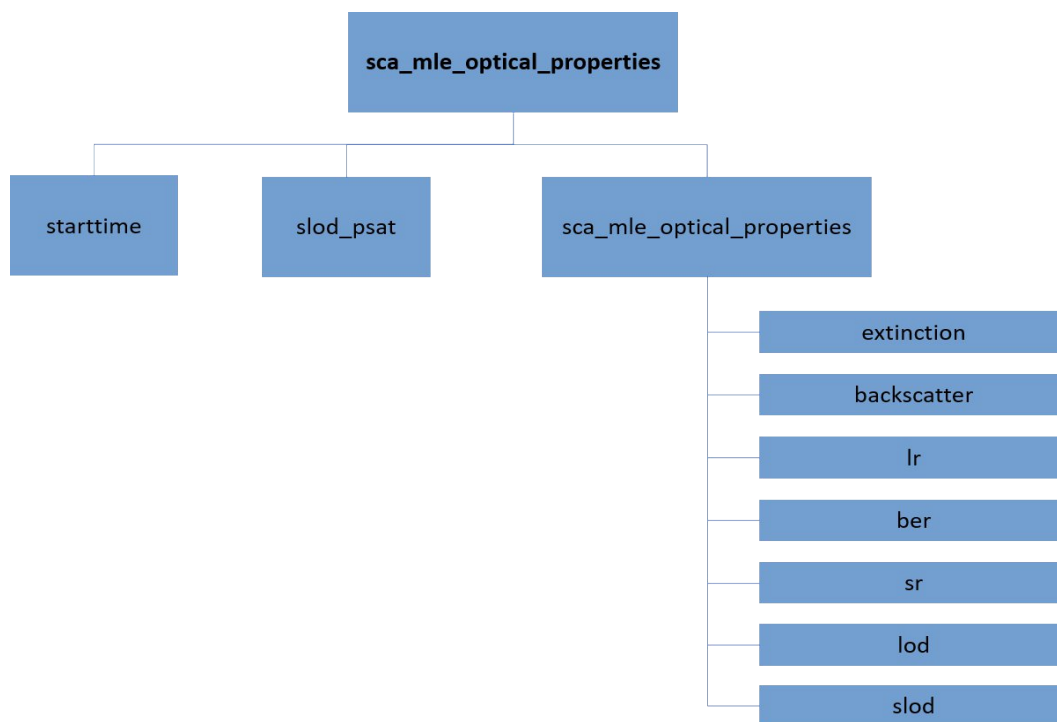 sca_mle_optical_properties
starttime
slod_psat
sca_mle_optical_properties
extinction
backscatter
lr
ber
sr
lod
slod